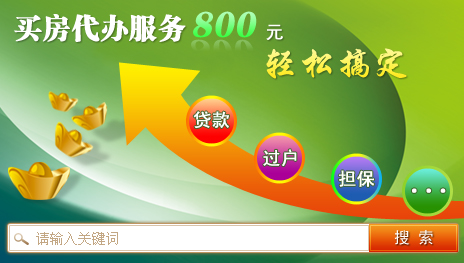 买房代办服务 800 元
轻松搞定
贷款
过户
担保
...
请输入关键词
搜 索